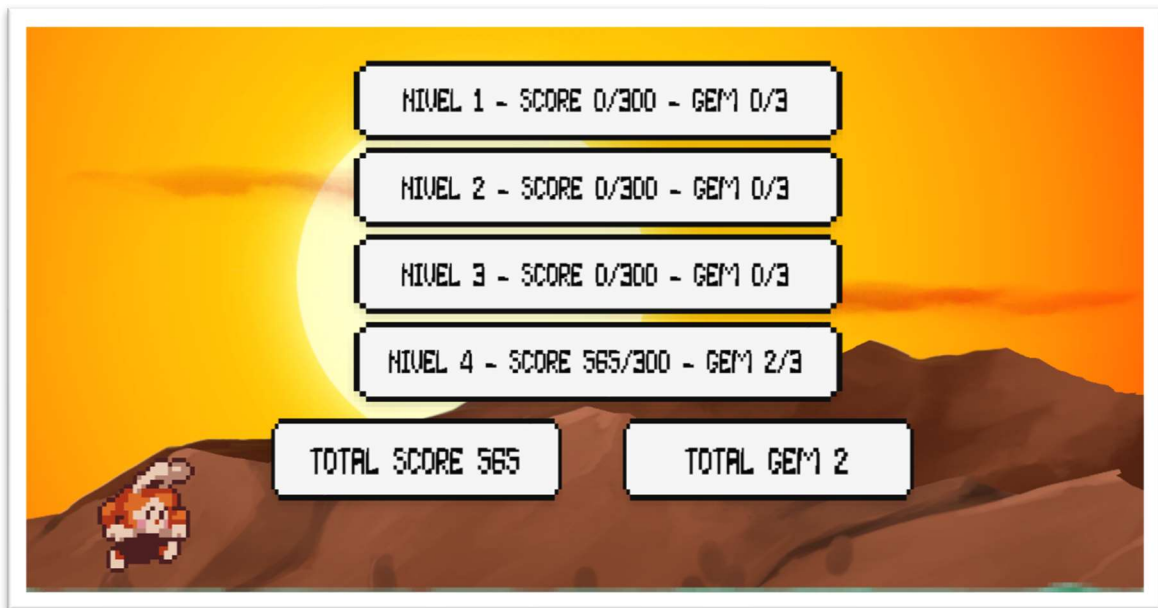 NIVEL 1 - SCORE 0/300 - GEM 0/3
NIVEL 2 - SCORE 0/300 - GEM 0/3
NIVEL 3 - SCORE 0/300 - GEM 0/3
NIVEL 4 - SCORE 565/300 - GEM 2/3
TOTAL SCORE 565
TOTAL GEM 2